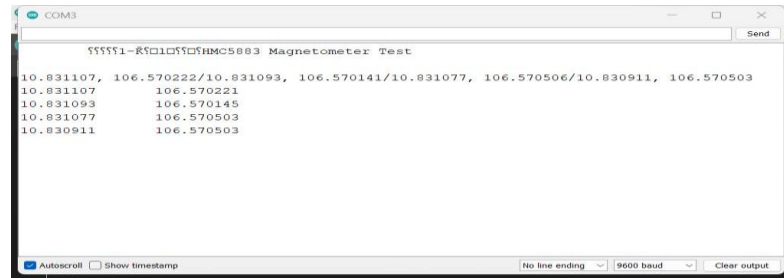 COM3
Send
HMC5883 Magnetometer Test
10.831107, 106.570222/10.831093, 106.570141/10.831077, 106.570506/10.830911, 106.570503
10.831107 106.570221
10.831093 106.570145
10.831077 106.570503
10.830911 106.570503
Autoscroll Show timestamp No line ending 9600 baud Clear output